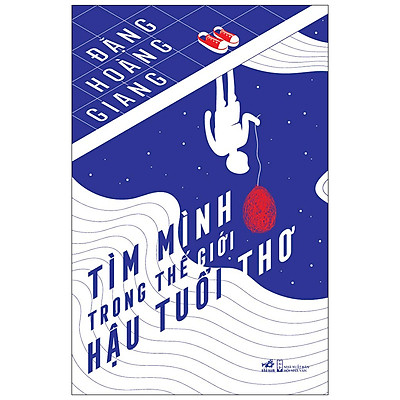 ĐẶNG
HOÀNG
GIANG
TÌM MÌNH
TRONG THẾ GIỚI
HẬU TUỔI THƠ